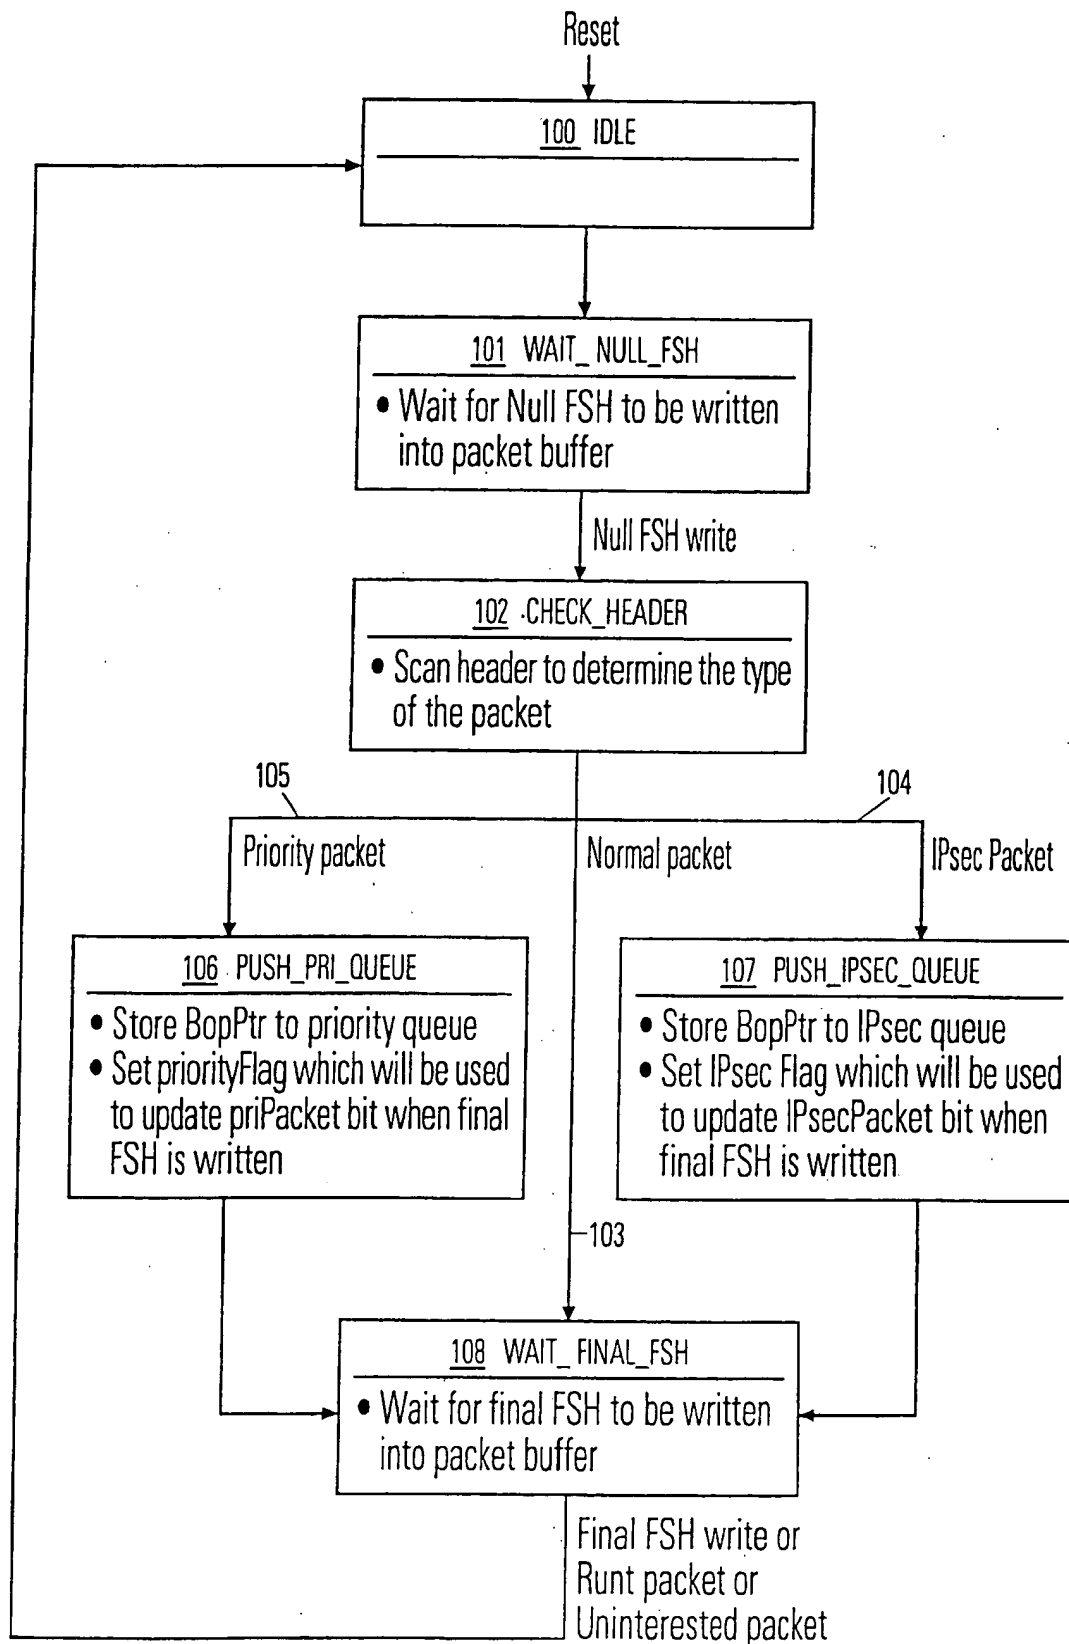 Reset
100 IDLE
101 WAIT_ NULL_FSH
• Wait for Null FSH to be written
into packet buffer
Null FSH write
102 CHECK_HEADER
• Scan header to determine the type
of the packet
105
104
Priority packet
Normal packet
IPsec Packet
106 PUSH_PRI_QUEUE
• Store BopPtr to priority queue
• Set priorityFlag which will be used
to update priPacket bit when final
FSH is written
107 PUSH_IPSEC_QUEUE
• Store BopPtr to IPsec queue
• Set IPsec Flag which will be used
to update IPsecPacket bit when
final FSH is written
103
108 WAIT_ FINAL_FSH
• Wait for final FSH to be written
into packet buffer
Final FSH write or
Runt packet or
Uninterested packet